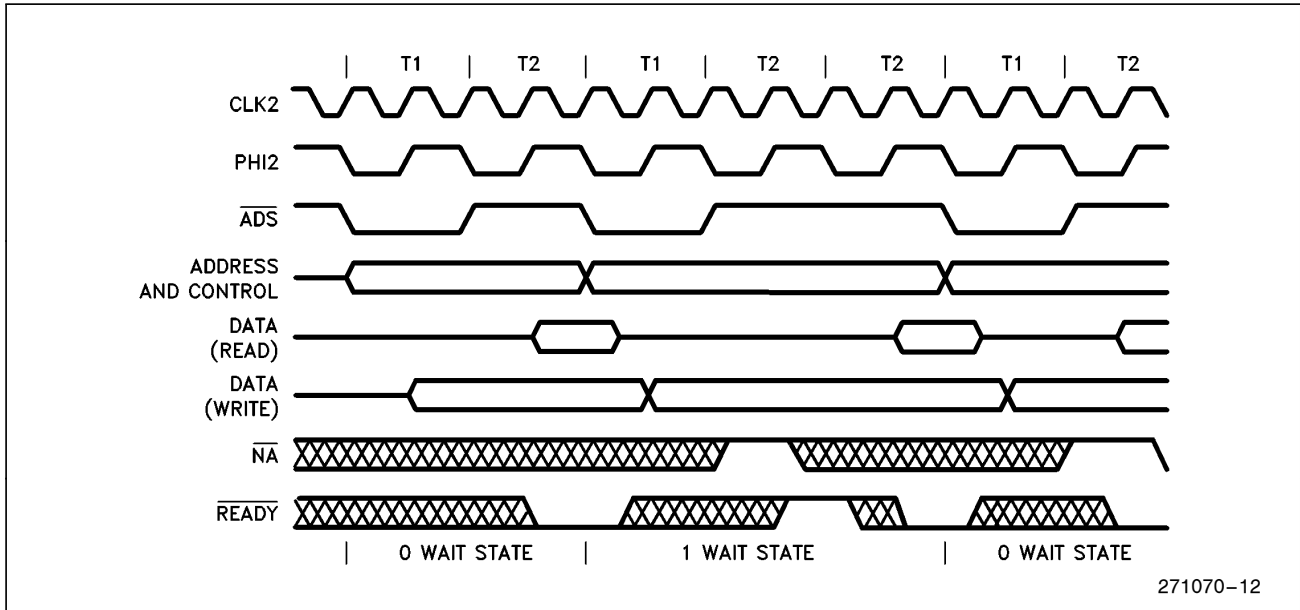 | T1 | T2 | T1 | T2 | T2 | T1 | T2
CLK2
PHI2
ADS
ADDRESS
AND CONTROL
DATA
(READ)
DATA
(WRITE)
NA
READY
| 0 WAIT STATE | 1 WAIT STATE | 0 WAIT STATE
271070-12